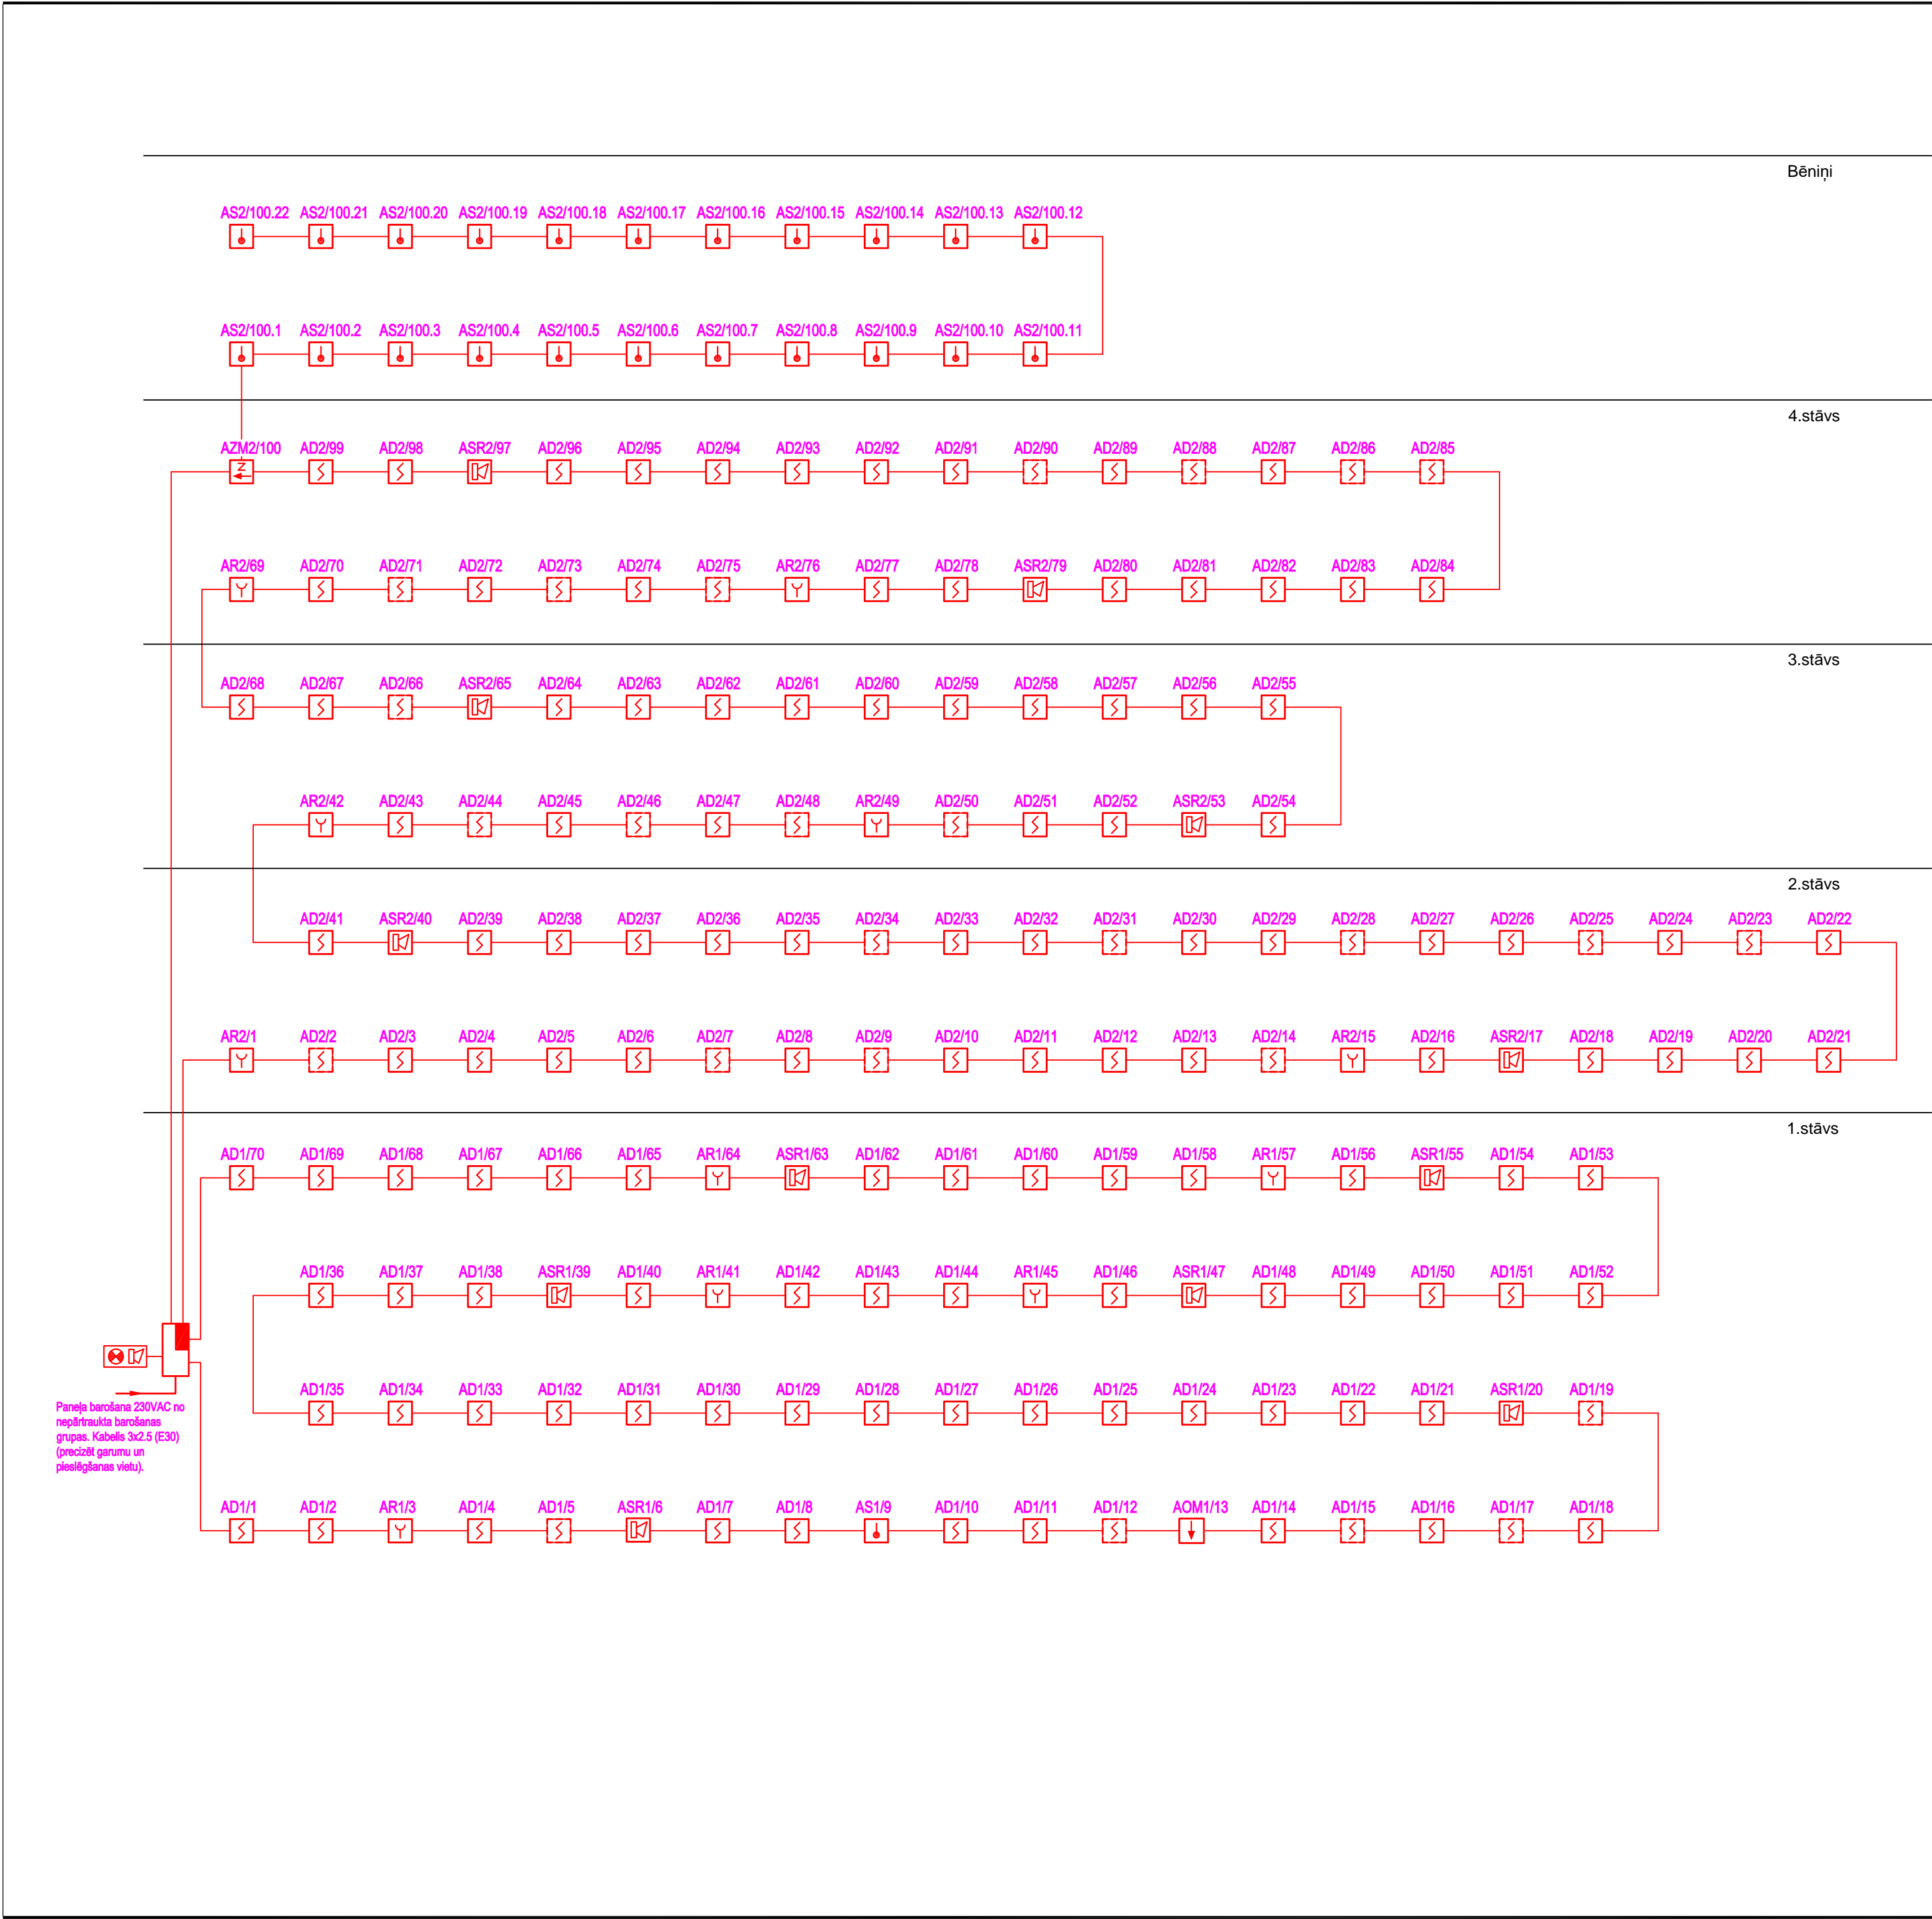 Bēniņi
AS2/100.22 AS2/100.21 AS2/100.20 AS2/100.19 AS2/100.18 AS2/100.17 AS2/100.16 AS2/100.15 AS2/100.14 AS2/100.13 AS2/100.12
AS2/100.1 AS2/100.2 AS2/100.3 AS2/100.4 AS2/100.5 AS2/100.6 AS2/100.7 AS2/100.8 AS2/100.9 AS2/100.10 AS2/100.11
4.stāvs
AZM2/100 AD2/99 AD2/98 ASR2/97 AD2/96 AD2/95 AD2/94 AD2/93 AD2/92 AD2/91 AD2/90 AD2/89 AD2/88 AD2/87 AD2/86 AD2/85
Z
AR2/69 AD2/70 AD2/71 AD2/72 AD2/73 AD2/74 AD2/75 AR2/76 AD2/77 AD2/78 ASR2/79 AD2/80 AD2/81 AD2/82 AD2/83 AD2/84
3.stāvs
AD2/68 AD2/67 AD2/66 ASR2/65 AD2/64 AD2/63 AD2/62 AD2/61 AD2/60 AD2/59 AD2/58 AD2/57 AD2/56 AD2/55
AR2/42 AD2/43 AD2/44 AD2/45 AD2/46 AD2/47 AD2/48 AR2/49 AD2/50 AD2/51 AD2/52 ASR2/53 AD2/54
2.stāvs
AD2/41 ASR2/40 AD2/39 AD2/38 AD2/37 AD2/36 AD2/35 AD2/34 AD2/33 AD2/32 AD2/31 AD2/30 AD2/29 AD2/28 AD2/27 AD2/26 AD2/25 AD2/24 AD2/23 AD2/22
AR2/1 AD2/2 AD2/3 AD2/4 AD2/5 AD2/6 AD2/7 AD2/8 AD2/9 AD2/10 AD2/11 AD2/12 AD2/13 AD2/14 AR2/15 AD2/16 ASR2/17 AD2/18 AD2/19 AD2/20 AD2/21
1.stāvs
AD1/70 AD1/69 AD1/68 AD1/67 AD1/66 AD1/65 AR1/64 ASR1/63 AD1/62 AD1/61 AD1/60 AD1/59 AD1/58 AR1/57 AD1/56 ASR1/55 AD1/54 AD1/53
AD1/36 AD1/37 AD1/38 ASR1/39 AD1/40 AR1/41 AD1/42 AD1/43 AD1/44 AR1/45 AD1/46 ASR1/47 AD1/48 AD1/49 AD1/50 AD1/51 AD1/52
AD1/35 AD1/34 AD1/33 AD1/32 AD1/31 AD1/30 AD1/29 AD1/28 AD1/27 AD1/26 AD1/25 AD1/24 AD1/23 AD1/22 AD1/21 ASR1/20 AD1/19
Paneļa barošana 230VAC no
nepārtraukta barošanas
grupas. Kabelis 3x2.5 (E30)
(precizēt garumu un
pieslēgšanas vietu).
AD1/1 AD1/2 AR1/3 AD1/4 AD1/5 ASR1/6 AD1/7 AD1/8 AS1/9 AD1/10 AD1/11 AD1/12 AOM1/13 AD1/14 AD1/15 AD1/16 AD1/17 AD1/18